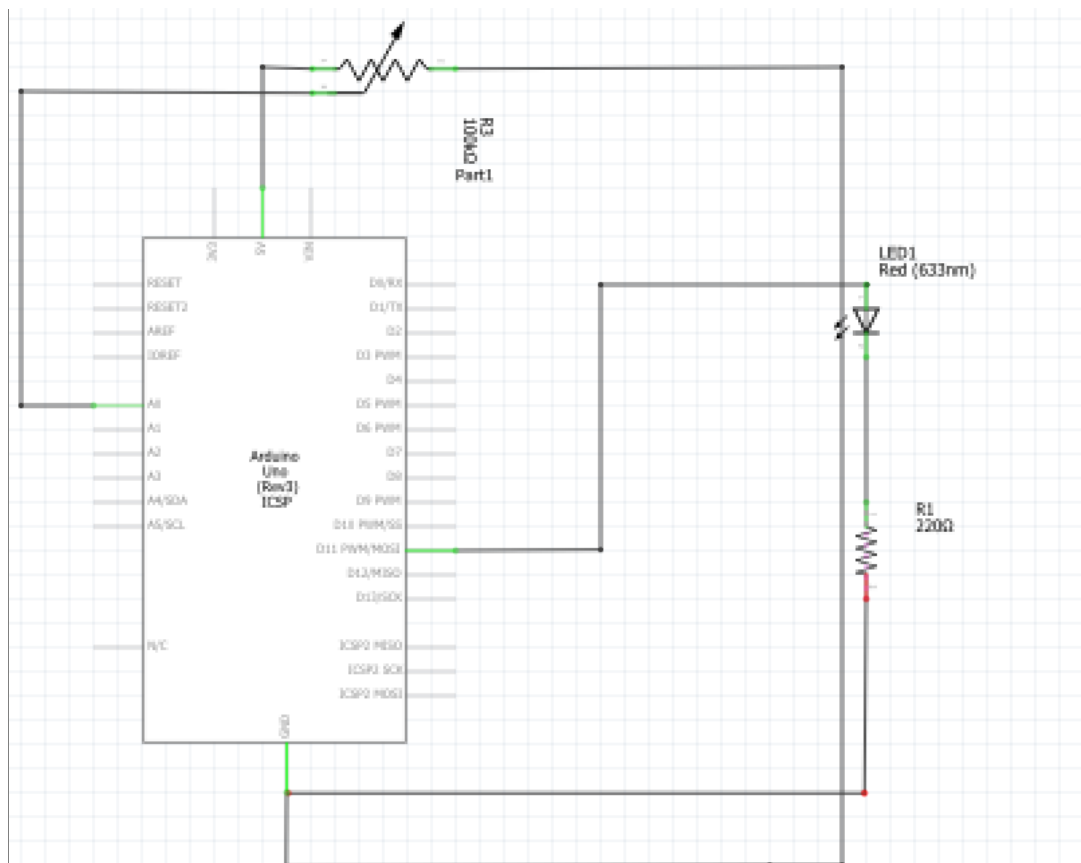 R3
100kΩ
Part1
3V3
5V
VIN
RESET
RESET2
AREF
IOREF
A0
A1
A2
A3
A4/SDA
A5/SCL
N/C
Arduino
Uno
(Rev3)
ICSP
D0/RX
D1/TX
D2
D3 PWM
D4
D5 PWM
D6 PWM
D7
D8
D9 PWM
D10 PWM/SS
D11 PWM/MOSI
D12/MISO
D13/SCK
ICSP2 MISO
ICSP2 SCK
ICSP2 MOSI
GND
LED1
Red (633nm)
R1
220Ω